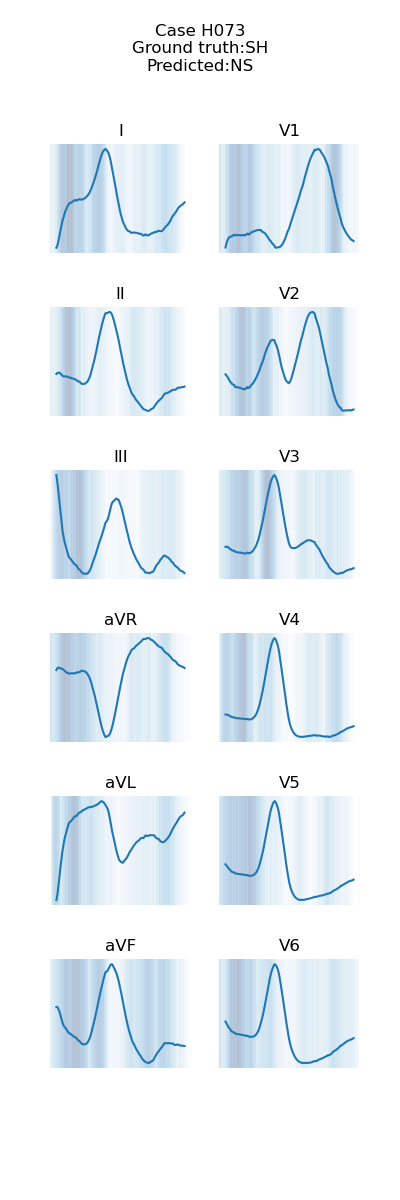 Case H073
Ground truth:SH
Predicted:NS
I
V1
II
V2
III
V3
aVR
V4
aVL
V5
aVF
V6